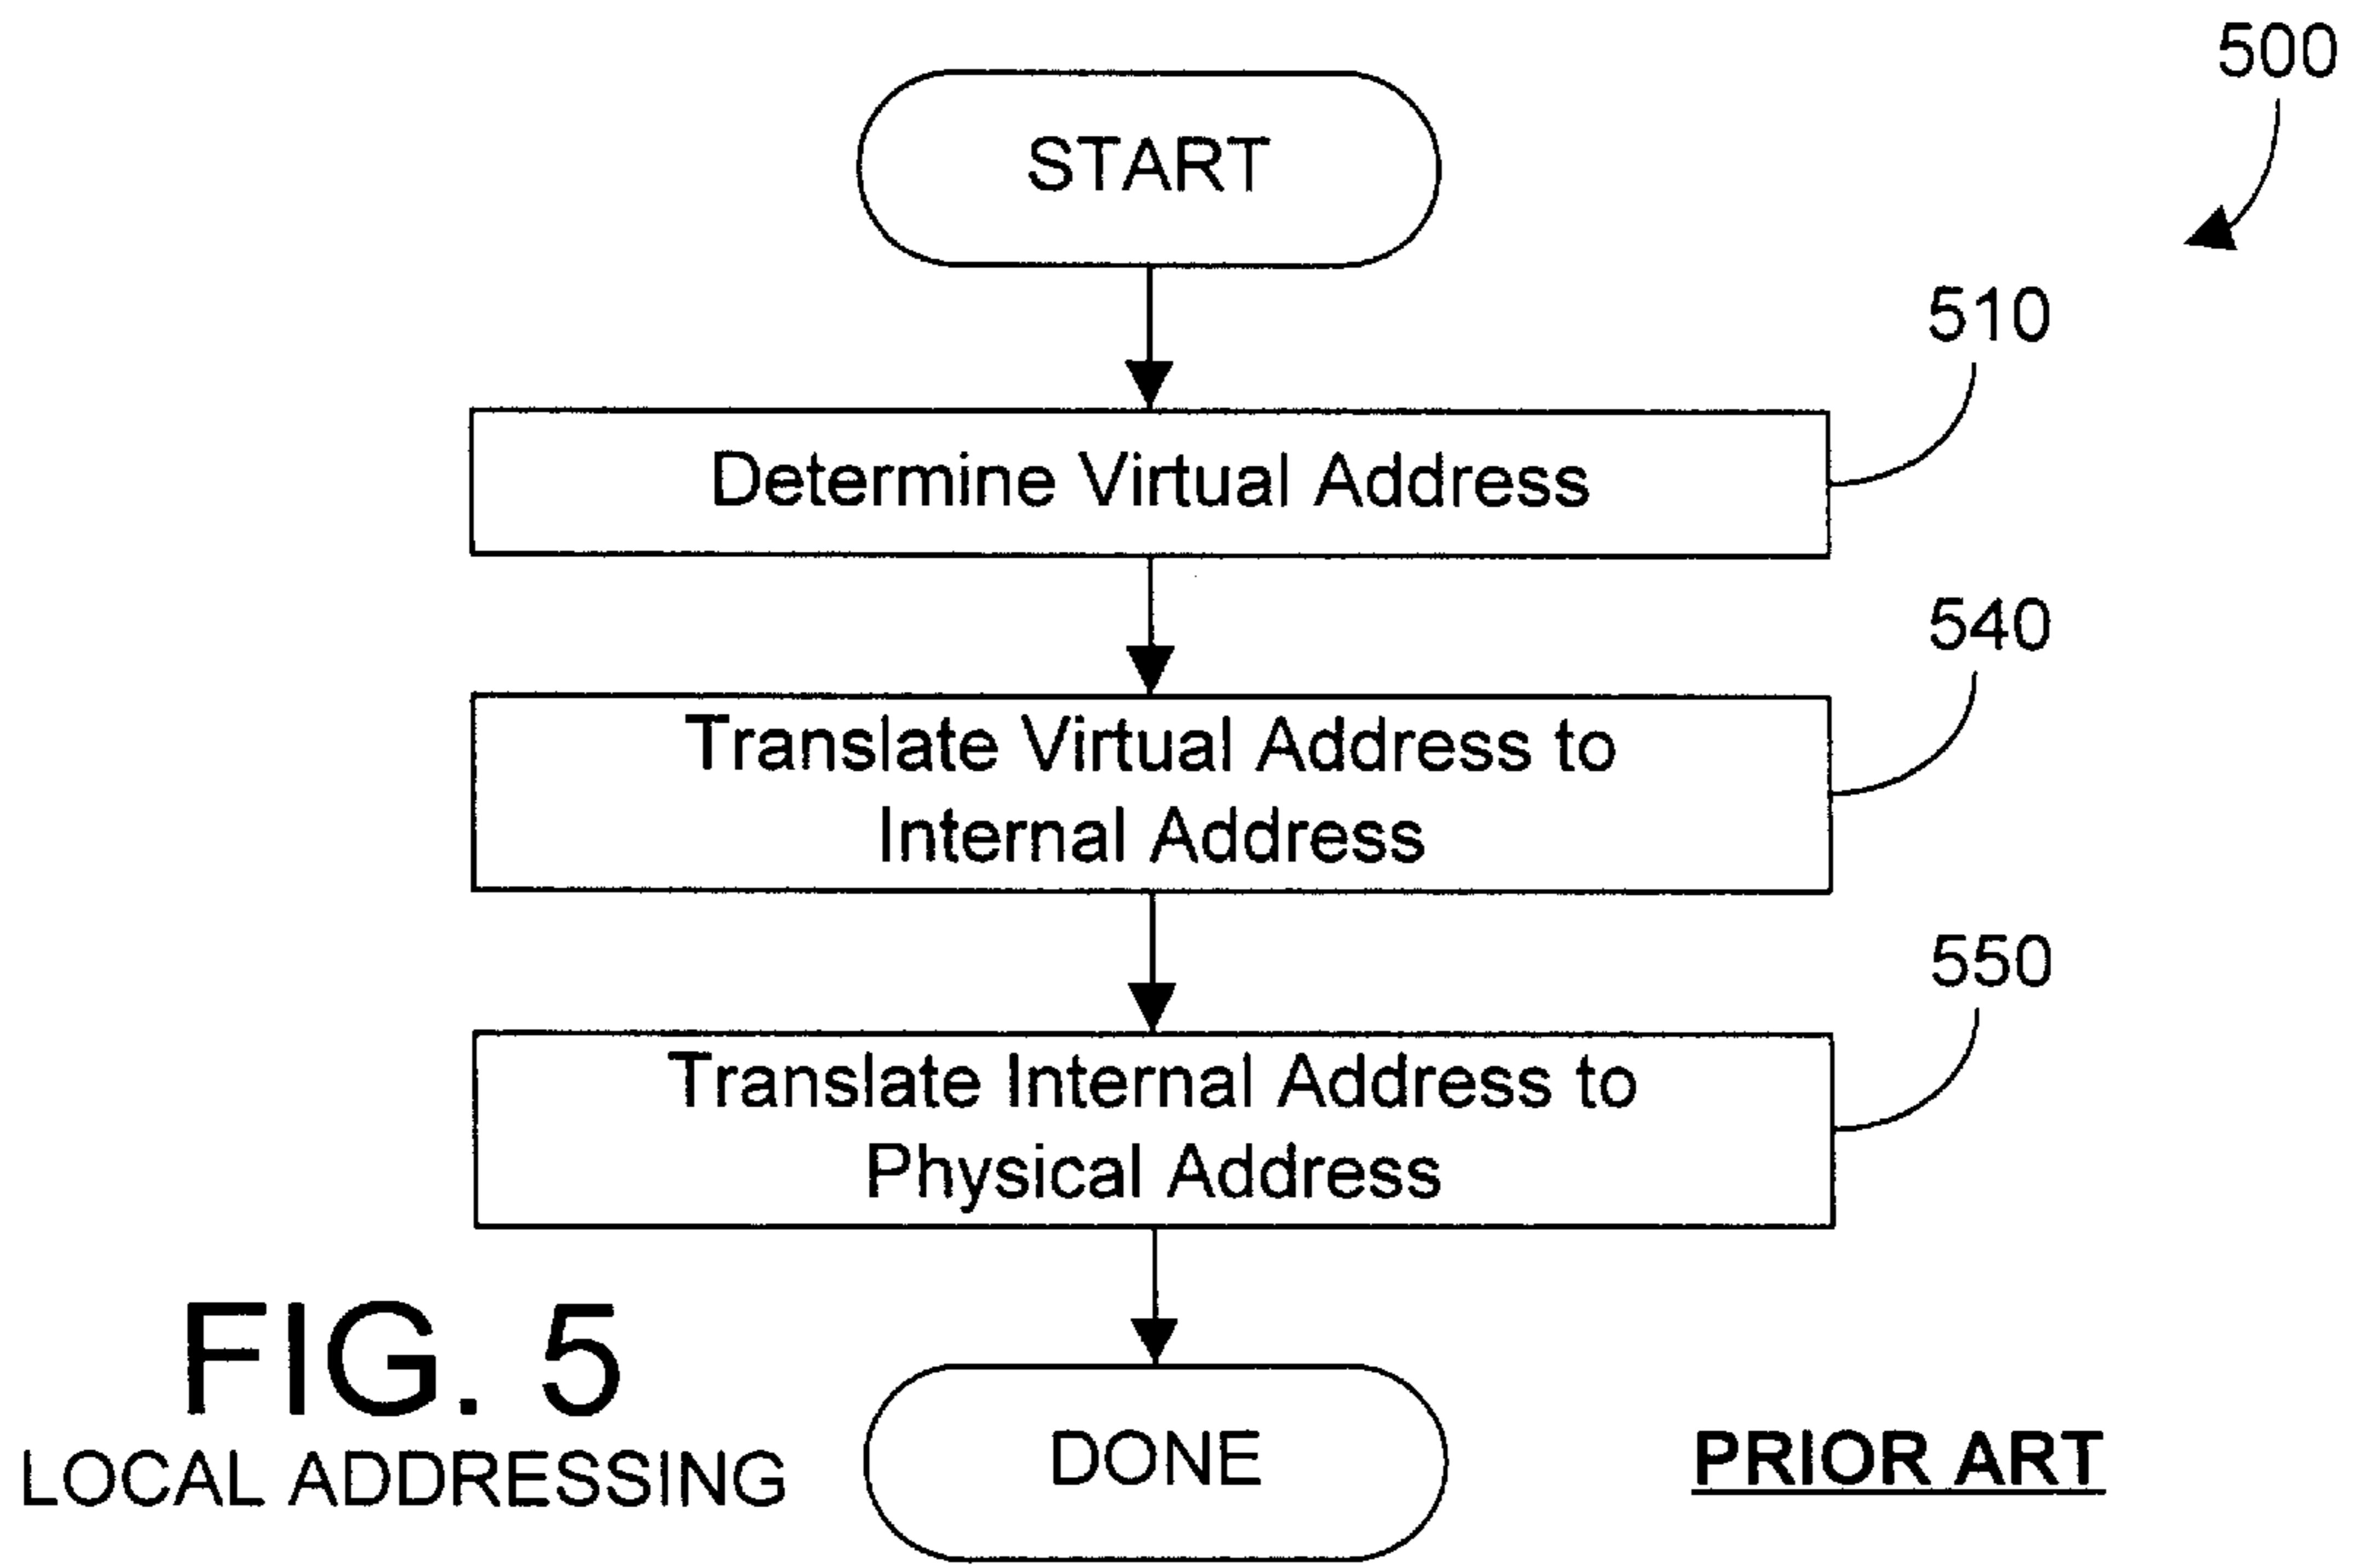 500
START
510
Determine Virtual Address
540
Translate Virtual Address to
Internal Address
550
Translate Internal Address to
Physical Address
FIG. 5
LOCAL ADDRESSING
DONE
PRIOR ART